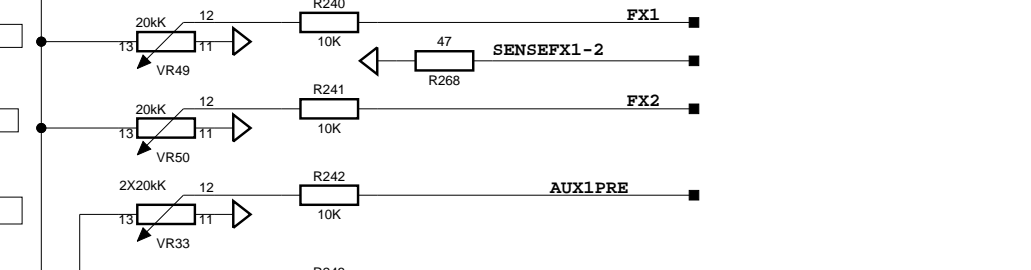 R240
20kK
12
FX1
13
11
10K
VR49
47
SENSEFX1-2
R268
R241
20kK
12
FX2
13
11
10K
VR50
R242
2X20kK
12
AUX1PRE
13
11
10K
VR33